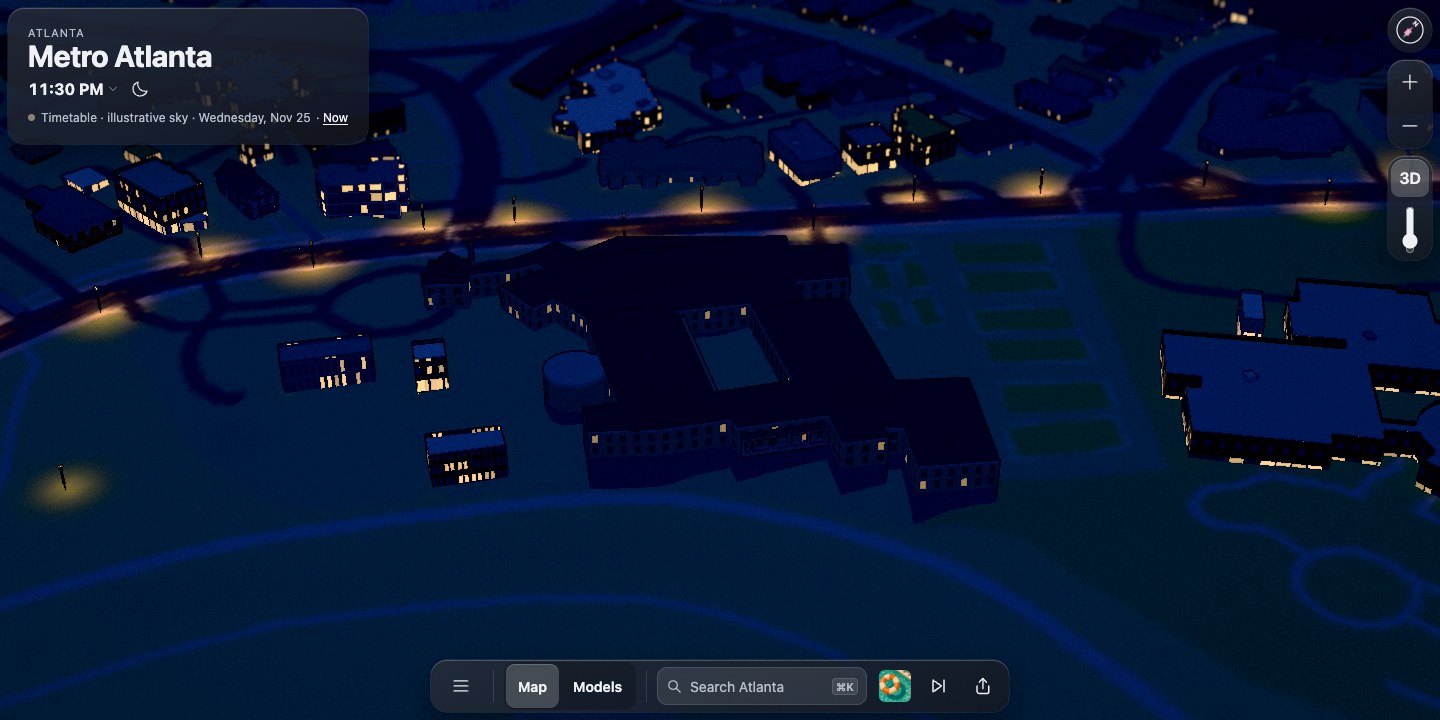 ATLANTA
Metro Atlanta
11:30 PM
Timetable · illustrative sky · Wednesday, Nov 25 · Now
3D
Map
Models
Search Atlanta
⌘K